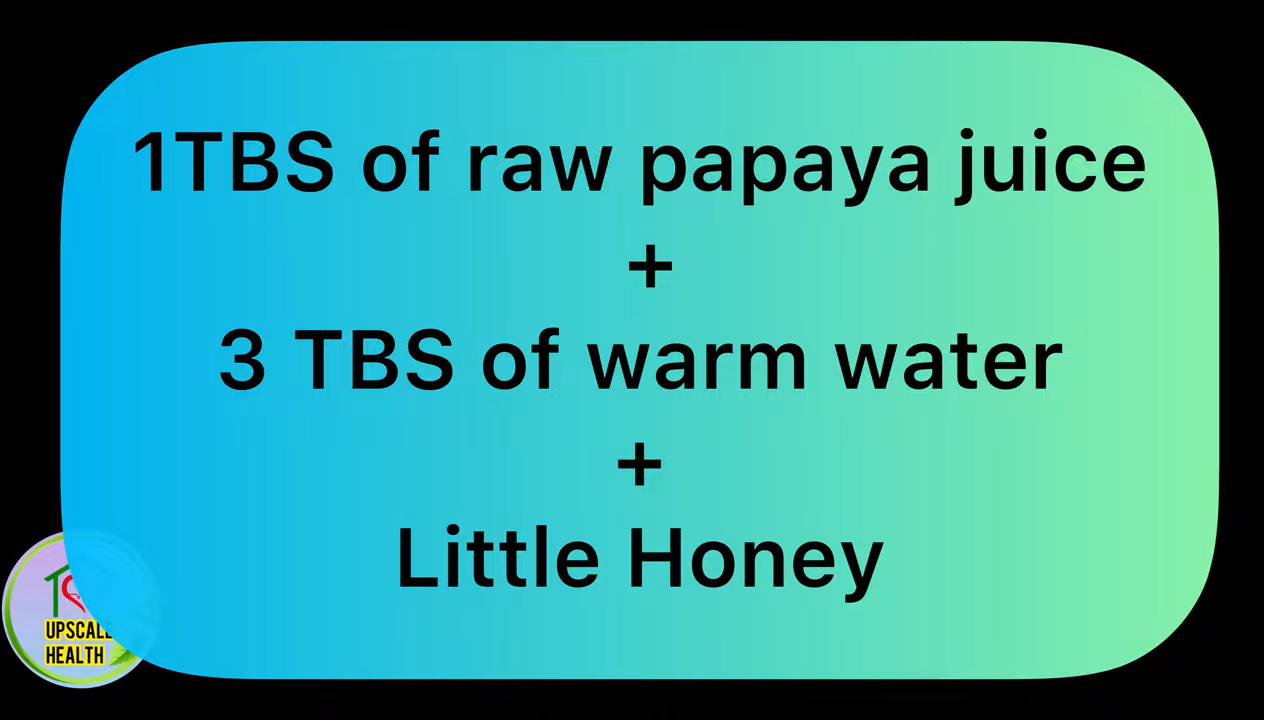 1TBS of raw papaya juice
+
3 TBS of warm water
+
Little Honey
UPSCALE
HEALTH